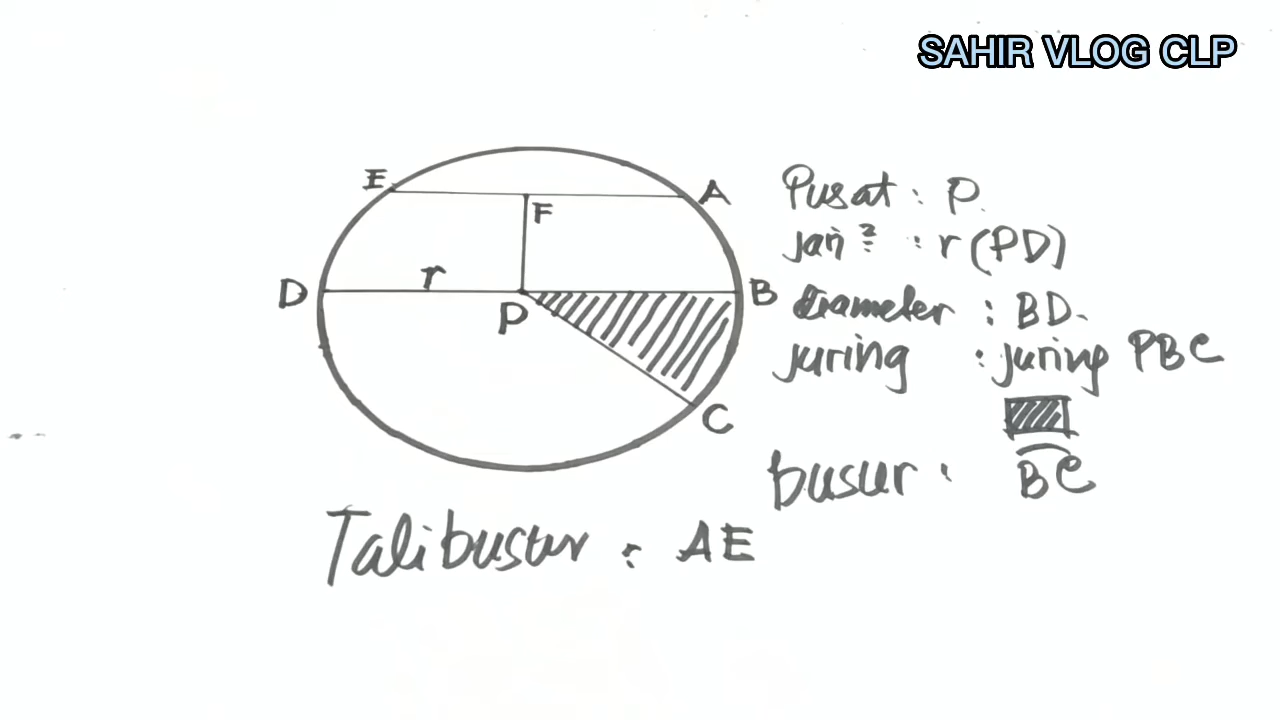 SAHIR VLOG CLP
E
A
F
D
r
B
P
C
Pusat : P.
jari² : r (PD)
diameter : BD.
juring : juring PBC
busur : BC
Talibusur : AE